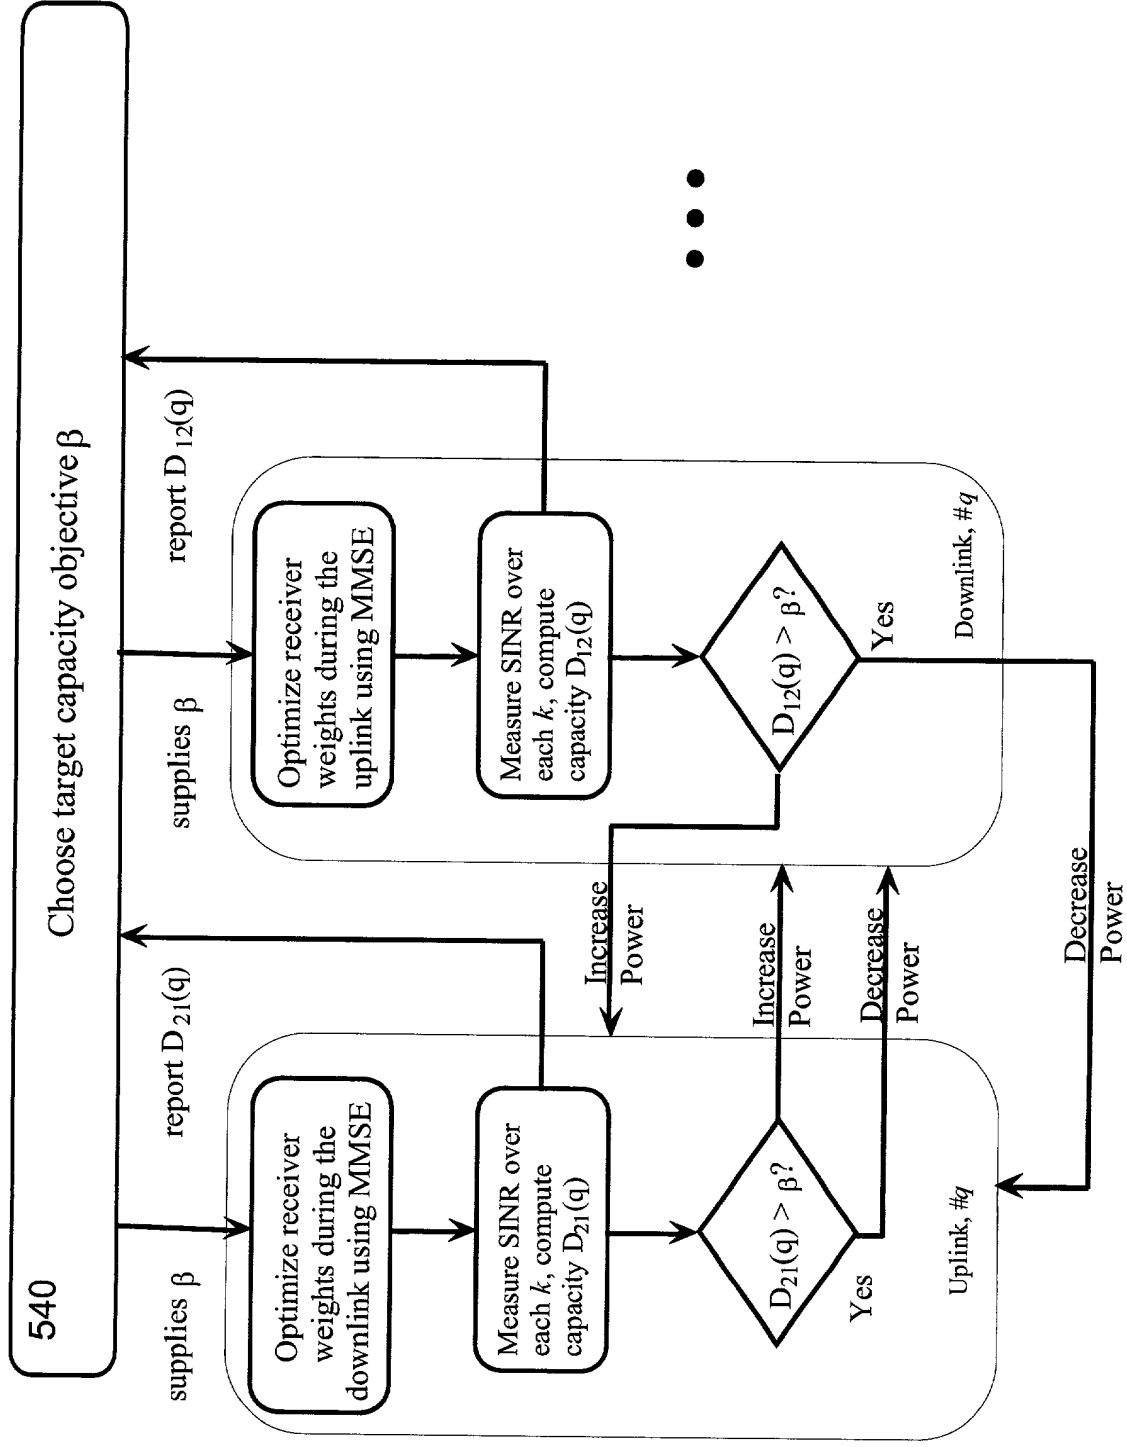 540
Choose target capacity objective β
supplies β
report D21(q)
supplies β
report D12(q)
Optimize receiver
weights during the
downlink using MMSE
Measure SINR over
each k, compute
capacity D21(q)
D21(q) > β?
Yes
Uplink, #q
Increase
Power
Increase
Power
Decrease
Power
Optimize receiver
weights during the
uplink using MMSE
Measure SINR over
each k, compute
capacity D12(q)
D12(q) > β?
Yes
Downlink, #q
Decrease
Power